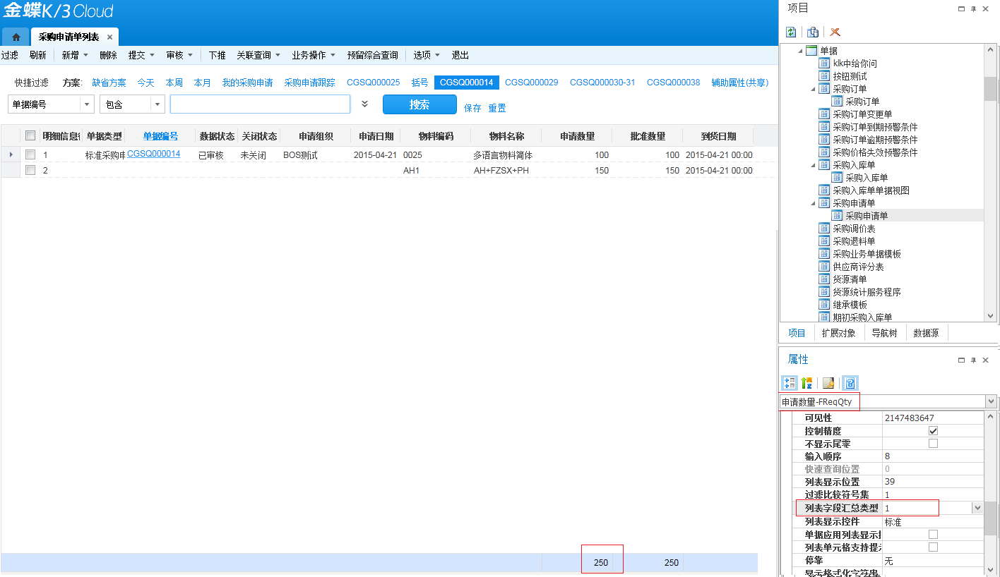 金蝶K/3 Cloud
采购申请单列表 ×
过滤 刷新 新增 删除 提交 审核 下推 关联查询 业务操作 预留综合查询 选项 退出
快捷过滤 方案: 缺省方案 今天 本周 本月 我的采购申请 采购申请跟踪 CGSQ000025 括号 CGSQ000014 CGSQ000029 CGSQ000030-31 CGSQ000038 辅助属性(共享)
单据编号 包含 搜索 保存 重置
明细信息 单据类型 单据编号 数据状态 关闭状态 申请组织 申请日期 物料编码 物料名称 申请数量 批准数量 到货日期
1 标准采购申 CGSQ000014 已审核 未关闭 BOS测试 2015-04-21 0025 多语言物料简体 100 100 2015-04-21 00:00:
2 AH1 AH+FZSX+PH 150 150 2015-04-21 00:00:
250 250
项目
单据
klk中给你问
按钮测试
采购订单
采购订单
采购订单变更单
采购订单到期预警条件
采购订单逾期预警条件
采购价格失效预警条件
采购入库单
采购入库单
采购入库单单据视图
采购申请单
采购申请单
采购调价表
采购退料单
采购业务单据模板
供应商评分表
货源清单
货源统计服务程序
继承模板
期初采购入库单
项目 扩展对象 导航树 数据源
属性
申请数量-FReqQty
可见性 2147483647
控制精度
不显示尾零
输入顺序 8
快速查询位置 0
列表显示位置 39
过滤比较符号集 1
列表字段汇总类型 1
列表显示控件 标准
单据应用列表显示
列表单元格支持提示
停靠 无
显示格式化字符串